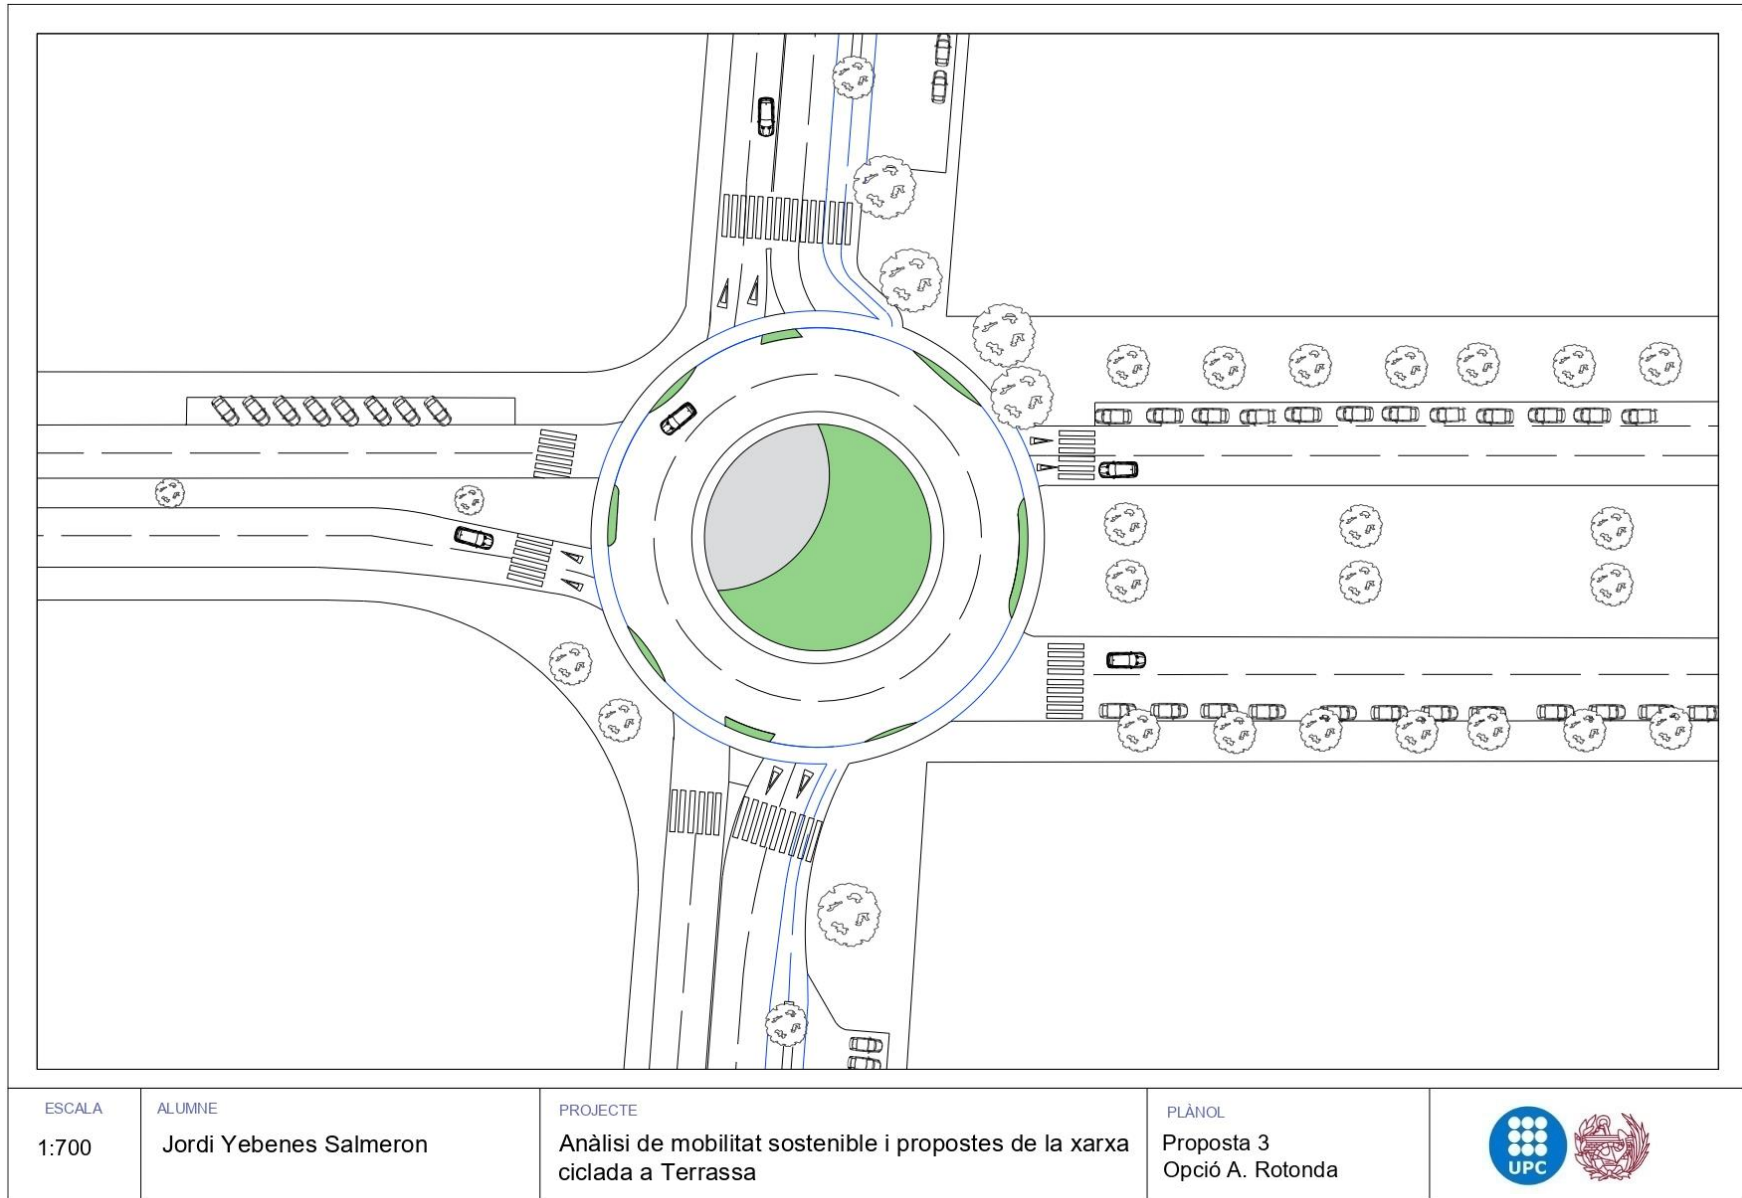 ESCALA
1:700
ALUMNE
Jordi Yebenes Salmeron
PROJECTE
Anàlisi de mobilitat sostenible i propostes de la xarxa
ciclada a Terrassa
PLÀNOL
Proposta 3
Opció A. Rotonda
UPC